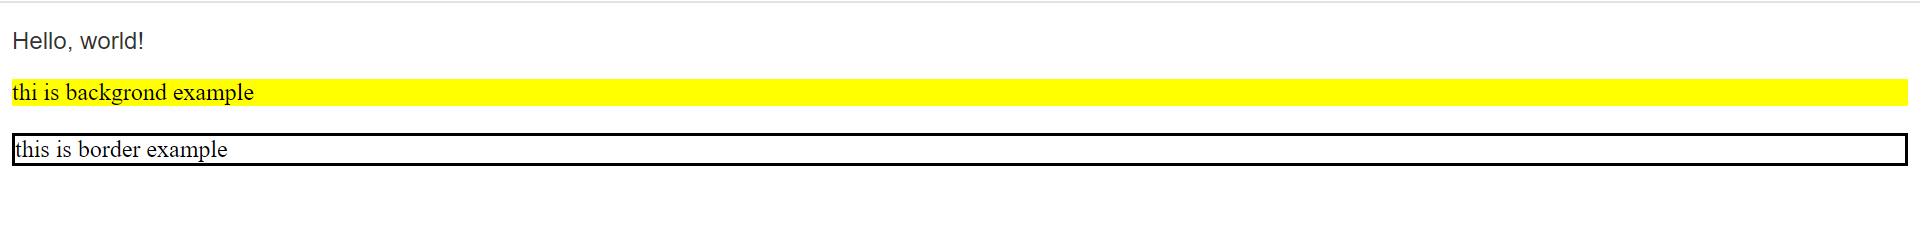 Hello, world!
thi is backgrond example
this is border example